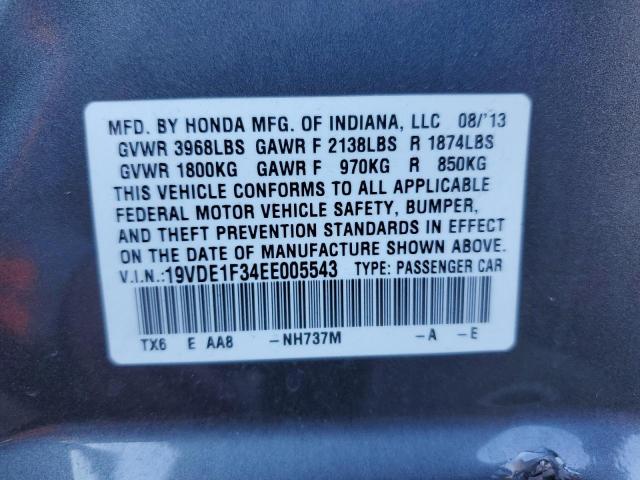 MFD. BY HONDA MFG. OF INDIANA, LLC 08/'13
GVWR 3968LBS GAWR F 2138LBS R 1874LBS
GVWR 1800KG GAWR F 970KG R 850KG
THIS VEHICLE CONFORMS TO ALL APPLICABLE
FEDERAL MOTOR VEHICLE SAFETY, BUMPER,
AND THEFT PREVENTION STANDARDS IN EFFECT
ON THE DATE OF MANUFACTURE SHOWN ABOVE.
V.I.N.:19VDE1F34EE005543 TYPE: PASSENGER CAR
TX6 E AA8 -NH737M -A -E